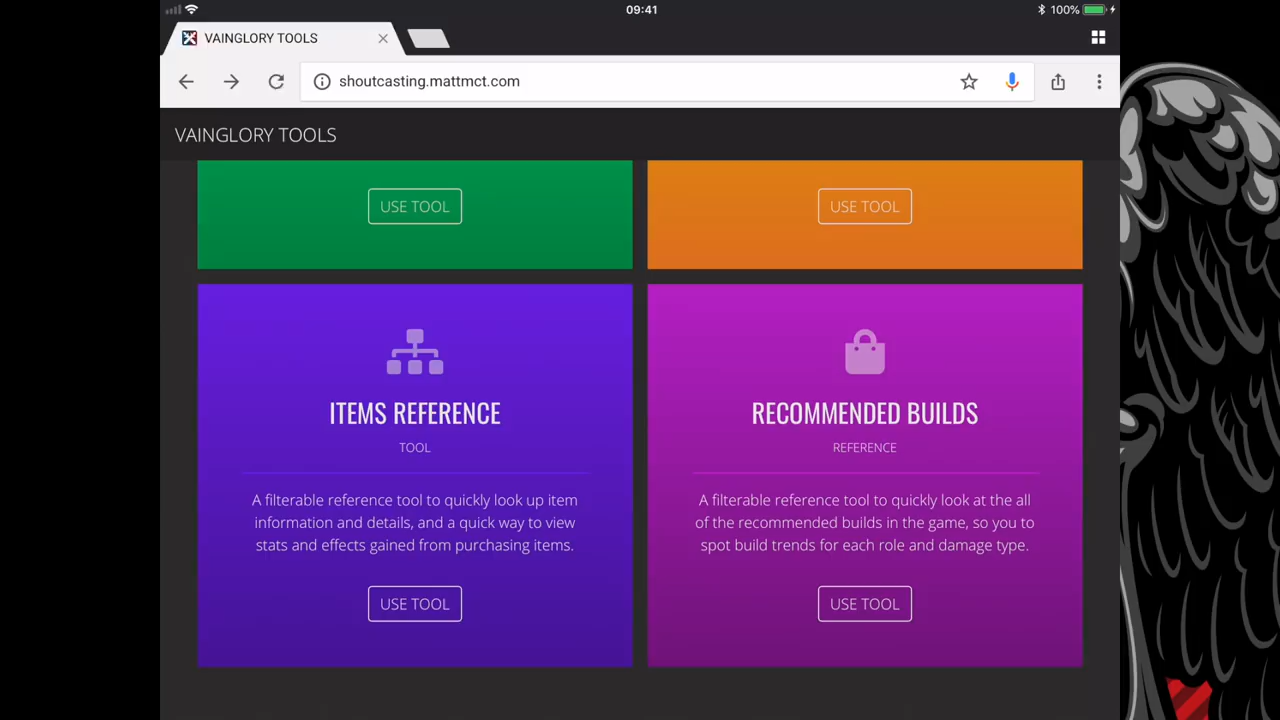 09:41
100%
VAINGLORY TOOLS
shoutcasting.mattmct.com
VAINGLORY TOOLS
USE TOOL
USE TOOL
ITEMS REFERENCE
TOOL
A filterable reference tool to quickly look up item
information and details, and a quick way to view
stats and effects gained from purchasing items.
USE TOOL
RECOMMENDED BUILDS
REFERENCE
A filterable reference tool to quickly look at the all
of the recommended builds in the game, so you to
spot build trends for each role and damage type.
USE TOOL